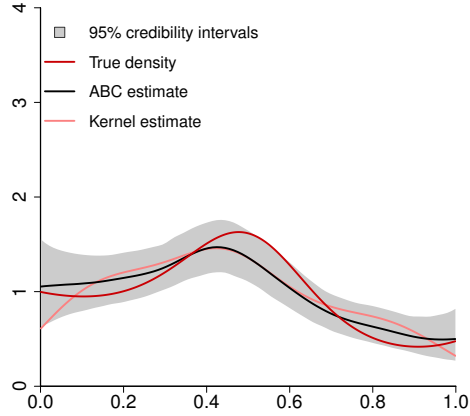 4
95% credibility intervals
True density
3
ABC estimate
Kernel estimate
2
1
0
0.0 0.2 0.4 0.6 0.8 1.0